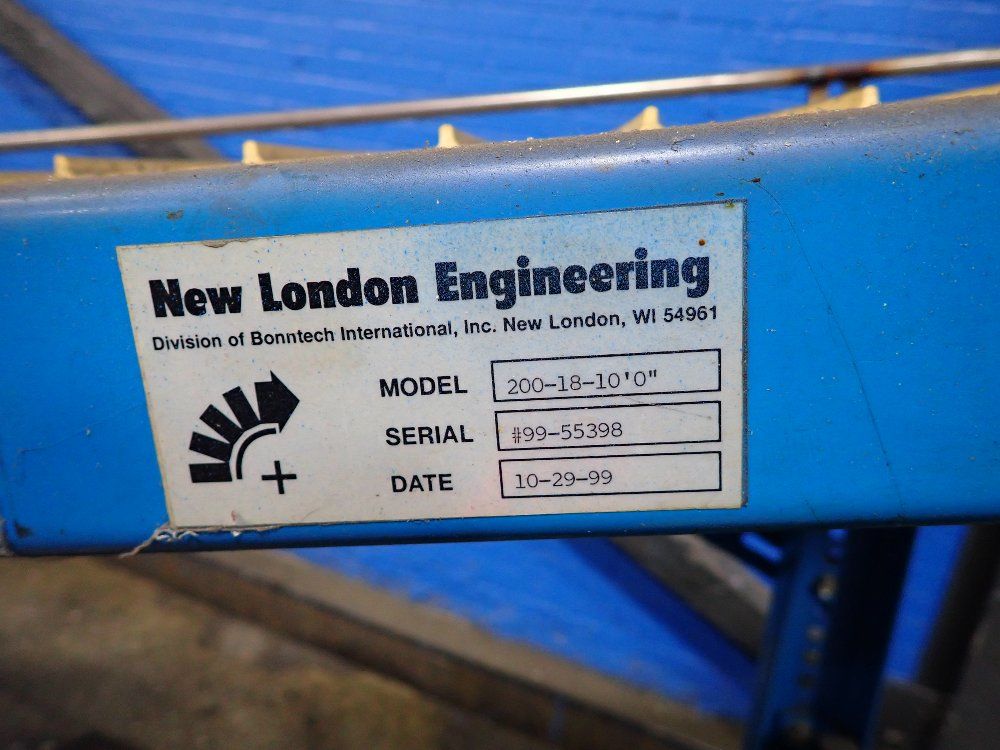 New London Engineering
Division of Bonntech International, Inc. New London, WI 54961
MODEL 200-18-10'0"
SERIAL #99-55398
DATE 10-29-99